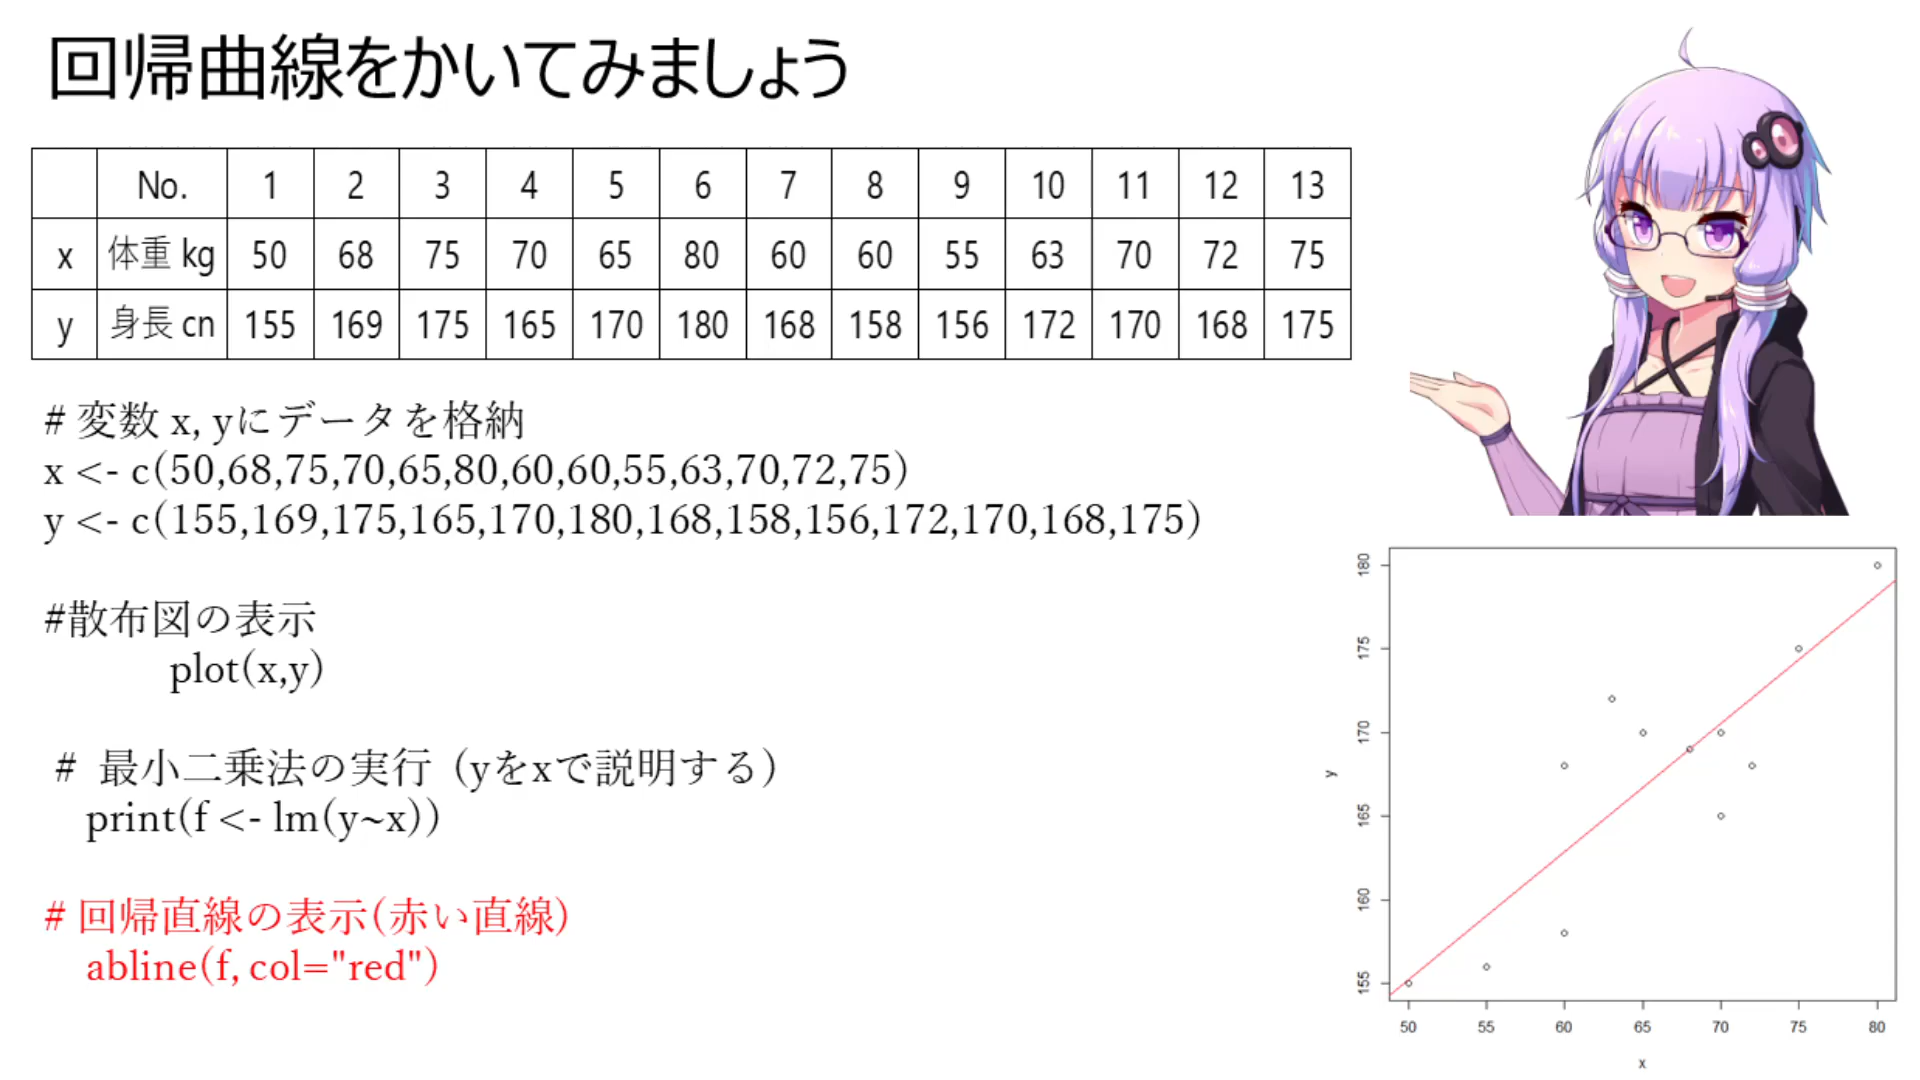 回帰曲線をかいてみましょう
No. 1 2 3 4 5 6 7 8 9 10 11 12 13
x 体重 kg 50 68 75 70 65 80 60 60 55 63 70 72 75
y 身長 cn 155 169 175 165 170 180 168 158 156 172 170 168 175
# 変数 x, yにデータを格納
x <- c(50,68,75,70,65,80,60,60,55,63,70,72,75)
y <- c(155,169,175,165,170,180,168,158,156,172,170,168,175)
#散布図の表示
plot(x,y)
# 最小二乗法の実行（yをxで説明する）
print(f <- lm(y~x))
# 回帰直線の表示(赤い直線)
abline(f, col="red")
180
175
170
165
160
155
y
50 55 60 65 70 75 80
x